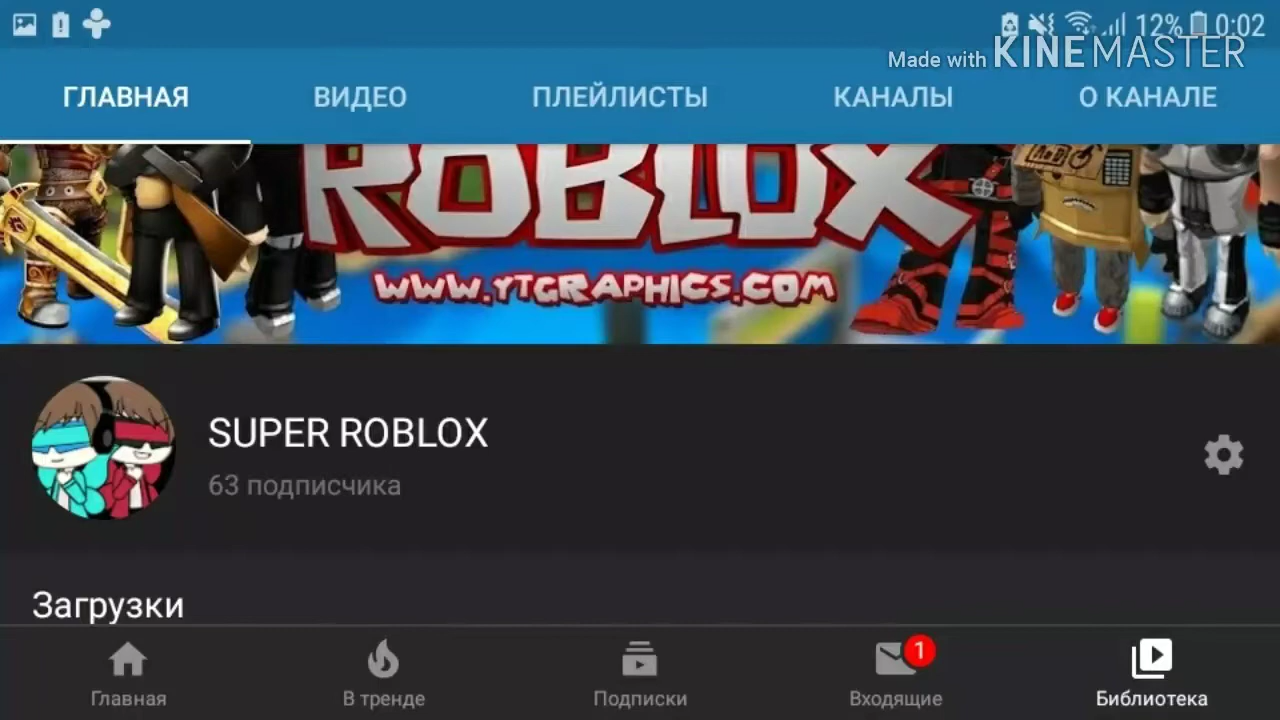 12% 0:02
Made with KINEMASTER
ГЛАВНАЯ ВИДЕО ПЛЕЙЛИСТЫ КАНАЛЫ О КАНАЛЕ
ROBLOX
WWW.YTGRAPHICS.COM
SUPER ROBLOX
63 подписчика
Загрузки
1
Главная В тренде Подписки Входящие Библиотека